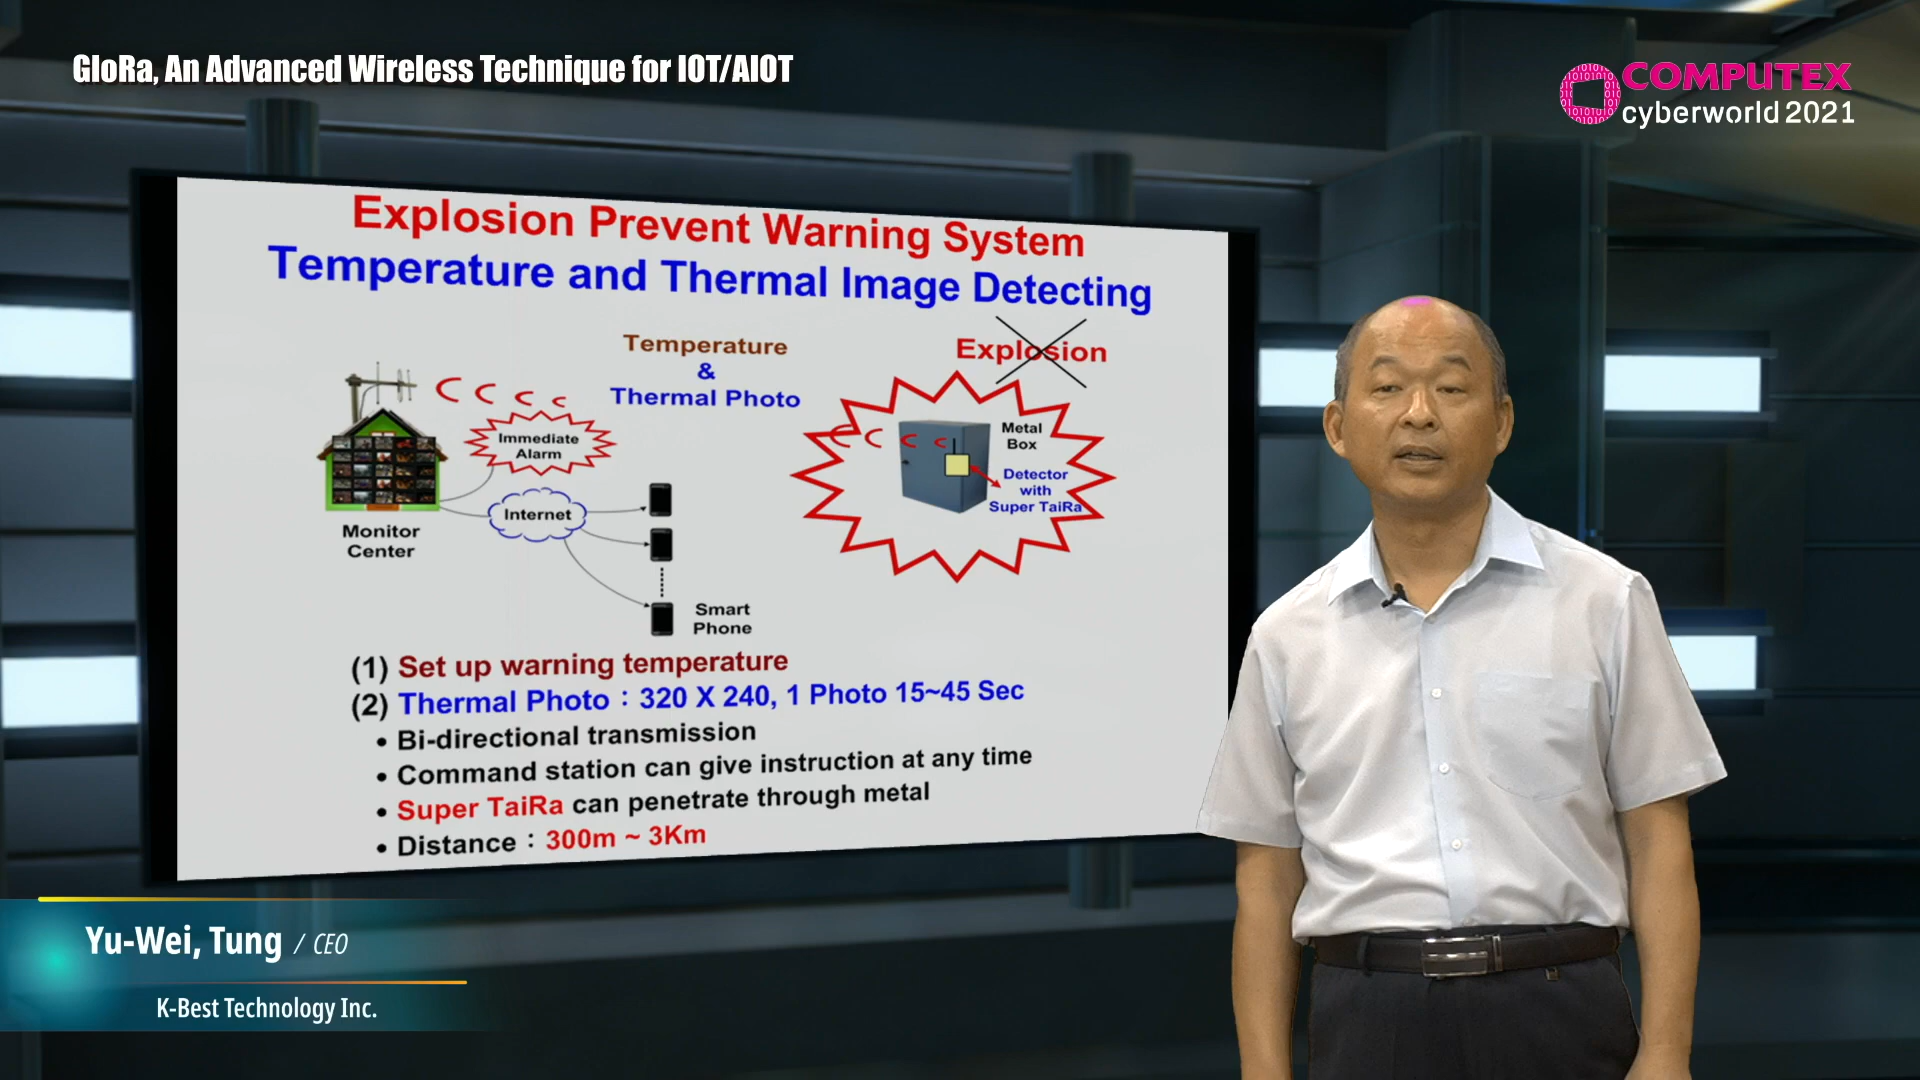 GloRa, An Advanced Wireless Technique for IOT/AIOT
COMPUTEX
cyberworld 2021
Explosion Prevent Warning System
Temperature and Thermal Image Detecting
Temperature
&
Thermal Photo
Explosion
Immediate
Alarm
Metal
Box
Detector
with
Super TaiRa
Internet
Monitor
Center
Smart
Phone
(1) Set up warning temperature
(2) Thermal Photo：320 X 240, 1 Photo 15~45 Sec
• Bi-directional transmission
• Command station can give instruction at any time
• Super TaiRa can penetrate through metal
• Distance：300m ~ 3Km
Yu-Wei, Tung / CEO
K-Best Technology Inc.